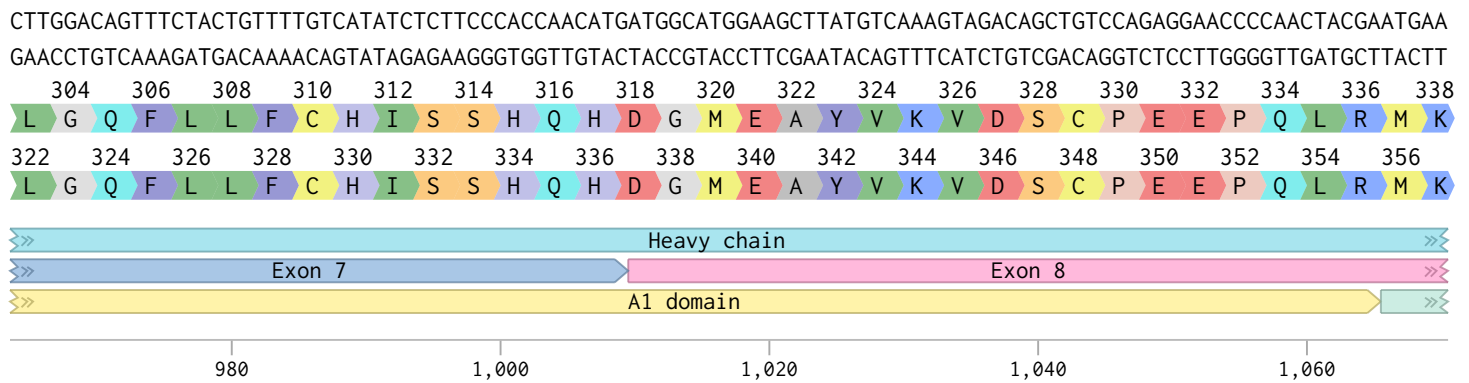 CTTGGACAGTTTCTACTGTTTTGTCATATCTCTTCCCACCAACATGATGGCATGGAAGCTTATGTCAAAGTAGACAGCTGTCCAGAGGAACCCCAACTACGAATGAA
GAACCTGTCAAAGATGACAAAACAGTATAGAGAAGGGTGGTTGTACTACCGTACCTTCGAATACAGTTTCATCTGTCGACAGGTCTCCTTGGGGTTGATGCTTACTT
304 306 308 310 312 314 316 318 320 322 324 326 328 330 332 334 336 338
L G Q F L L F C H I S S H Q H D G M E A Y V K V D S C P E E P Q L R M K
322 324 326 328 330 332 334 336 338 340 342 344 346 348 350 352 354 356
L G Q F L L F C H I S S H Q H D G M E A Y V K V D S C P E E P Q L R M K
Heavy chain
Exon 7 Exon 8
A1 domain
980 1,000 1,020 1,040 1,060